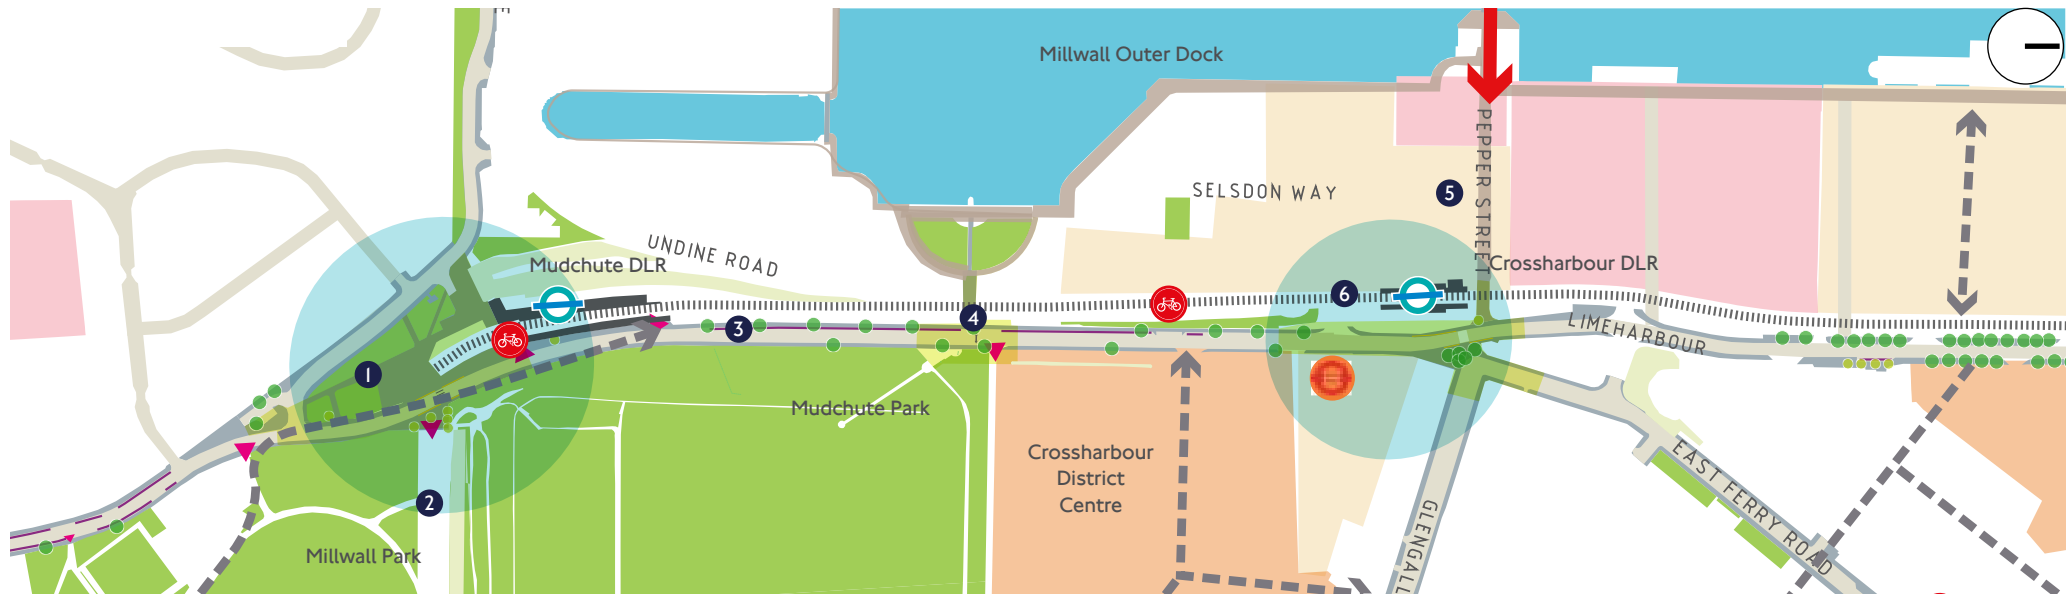 Millwall Outer Dock
PEPPER STREET
SELSDON WAY
5
UNDINE ROAD
Mudchute DLR
Crossharbour DLR
6
4
3
LIMEHARBOUR
1
Mudchute Park
Crossharbour
District
Centre
2
Millwall Park
EAST FERRY ROAD
GLENGALL